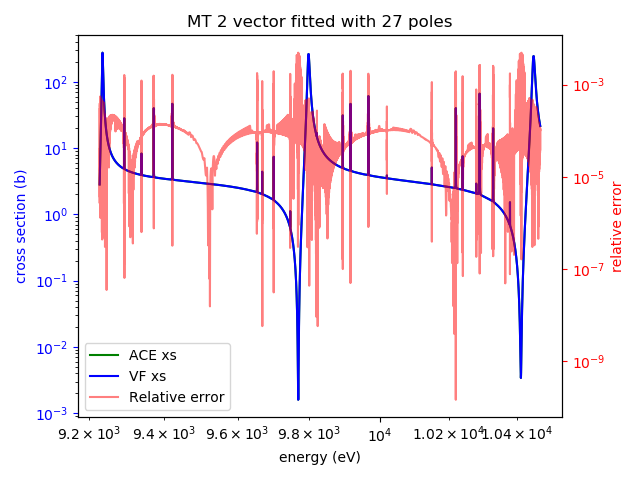 MT 2 vector fitted with 27 poles
cross section (b)
10²
10¹
10⁰
10⁻¹
10⁻²
10⁻³
10⁻³
10⁻⁵
10⁻⁷
10⁻⁹
relative error
ACE xs
VF xs
Relative error
9.2 × 10³ 9.4 × 10³ 9.6 × 10³ 9.8 × 10³ 10⁴ 1.02 × 10⁴ 1.04 × 10⁴
energy (eV)